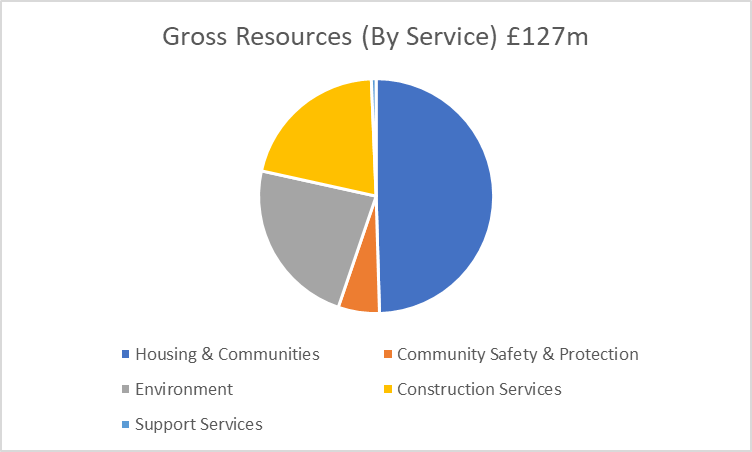 Gross Resources (By Service) £127m
Housing & Communities
Community Safety & Protection
Environment
Construction Services
Support Services